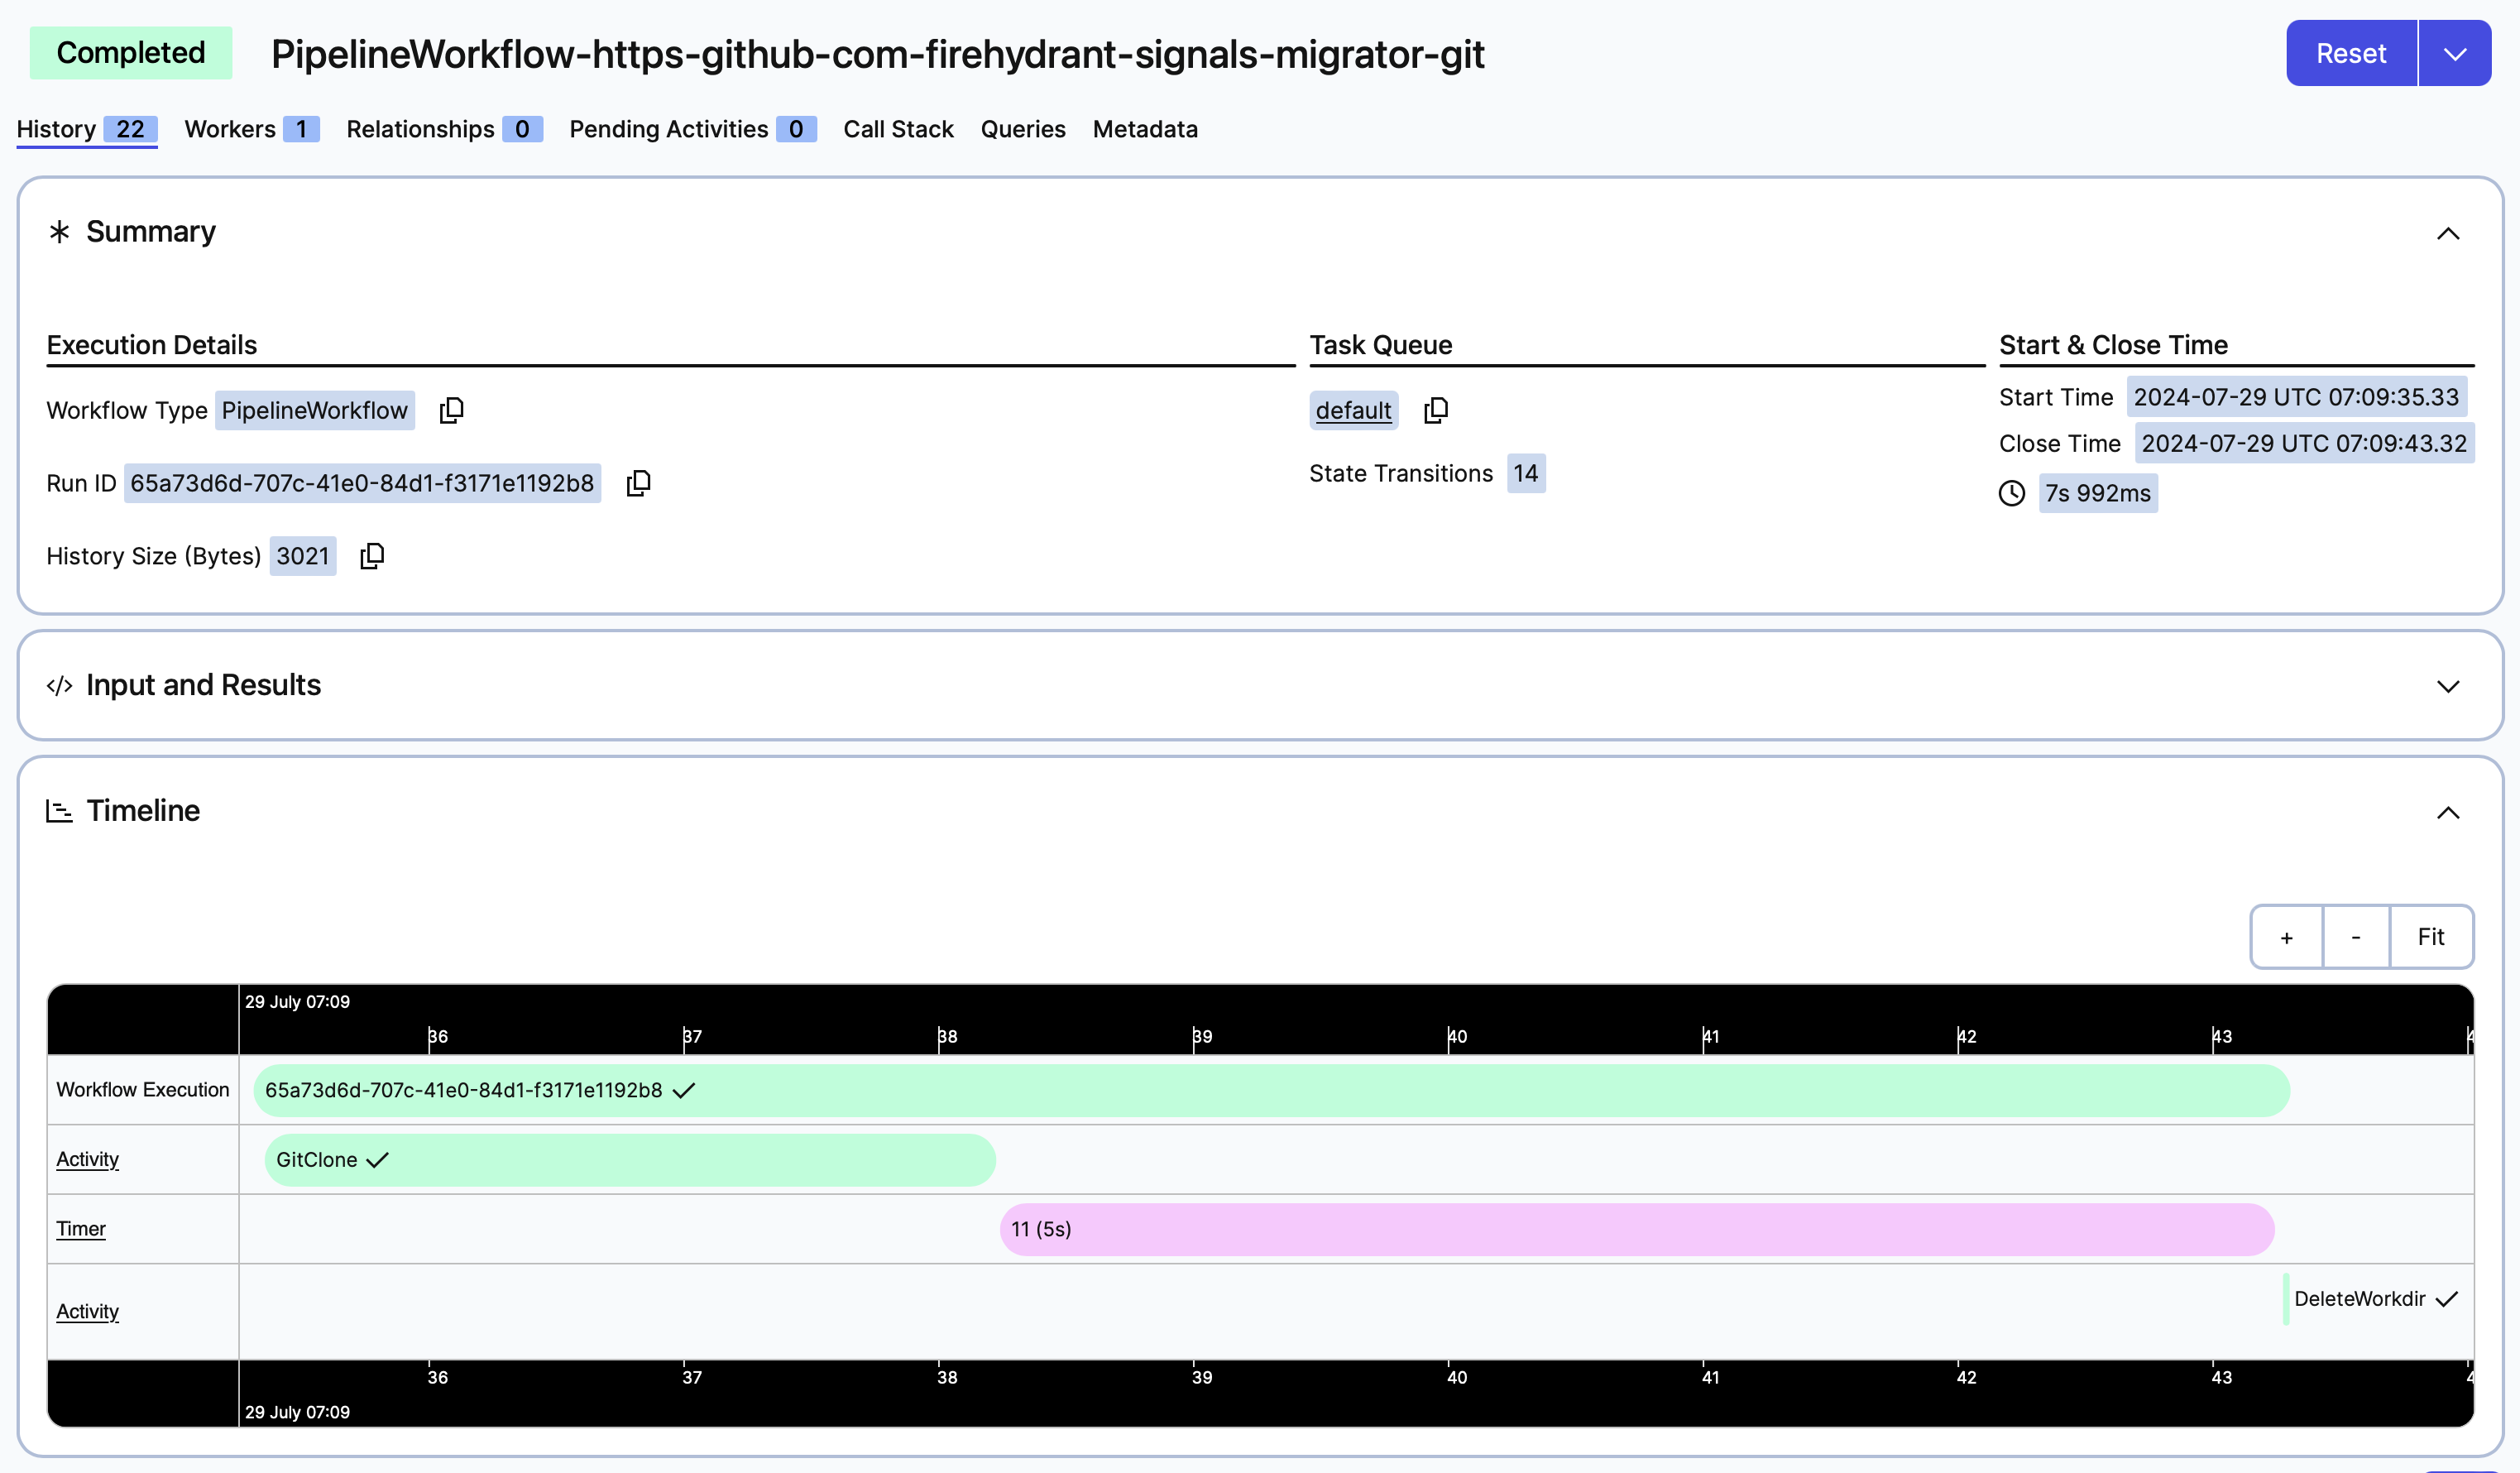 Completed PipelineWorkflow-https-github-com-firehydrant-signals-migrator-git Reset
History 22 Workers 1 Relationships 0 Pending Activities 0 Call Stack Queries Metadata
Summary
Execution Details
Workflow Type PipelineWorkflow
Run ID 65a73d6d-707c-41e0-84d1-f3171e1192b8
History Size (Bytes) 3021
Task Queue
default
State Transitions 14
Start & Close Time
Start Time 2024-07-29 UTC 07:09:35.33
Close Time 2024-07-29 UTC 07:09:43.32
7s 992ms
</> Input and Results
Timeline
+ - Fit
29 July 07:09
36 37 38 39 40 41 42 43
Workflow Execution 65a73d6d-707c-41e0-84d1-f3171e1192b8
Activity GitClone
Timer 11 (5s)
Activity DeleteWorkdir
36 37 38 39 40 41 42 43
29 July 07:09